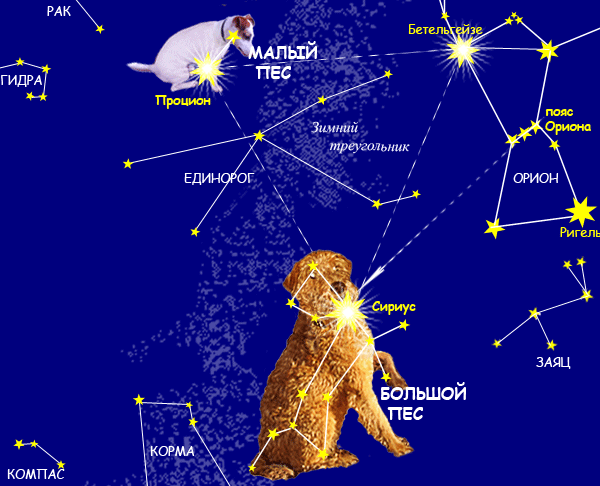 РАК
Бетельгейзе
МАЛЫЙ
ПЕС
ГИДРА
Процион
пояс
Ориона
Зимний
треугольник
ЕДИНОРОГ
ОРИОН
Ригель
Сириус
ЗАЯЦ
БОЛЬШОЙ
ПЕС
КОРМА
КОМПАС